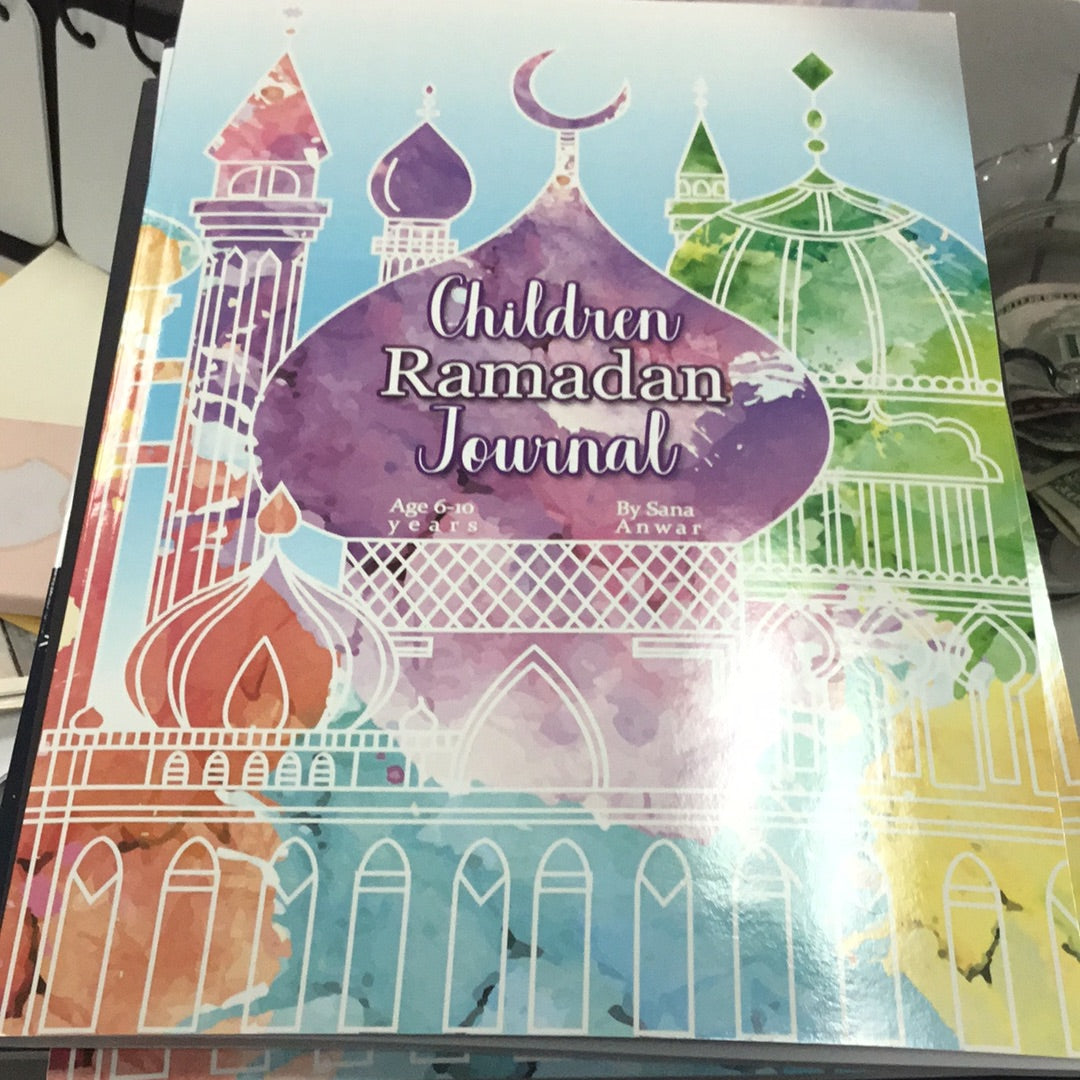 Children
Ramadan
Journal
Age 6-10
years
By Sana
Anwar